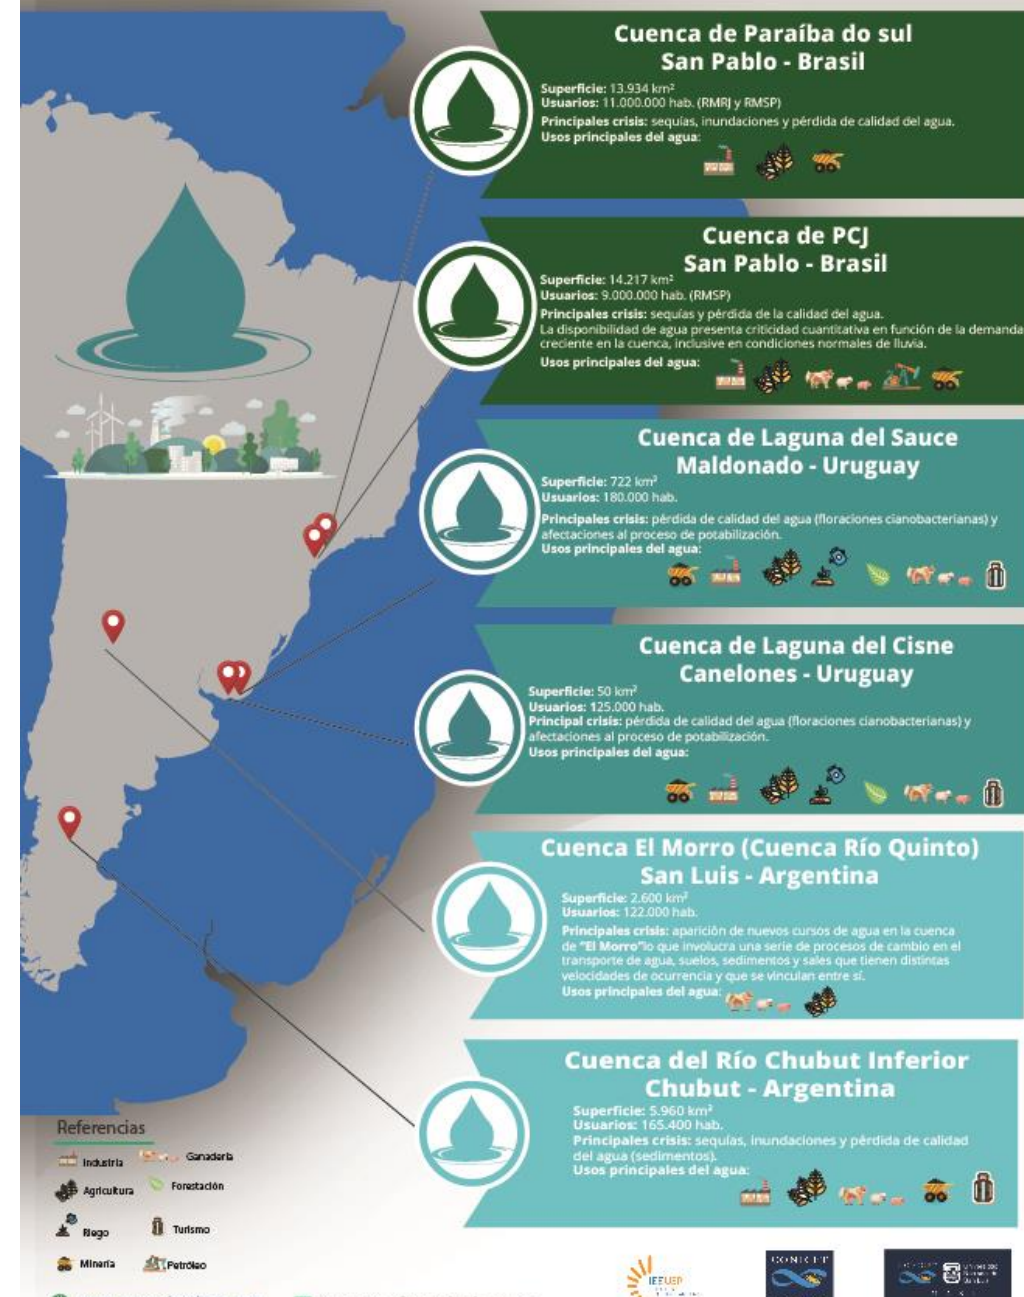 Cuenca de Paraíba do sul
San Pablo - Brasil
Superficie: 13.934 km²
Usuarios: 11.000.000 hab. (RMRJ y RMSP)
Principales crisis: sequías, inundaciones y pérdida de calidad del agua.
Usos principales del agua:
Cuenca de PCJ
San Pablo - Brasil
Superficie: 14.217 km²
Usuarios: 9.000.000 hab. (RMSP)
Principales crisis: sequías y pérdida de la calidad del agua.
La disponibilidad de agua presenta criticidad cuantitativa en función de la demanda
creciente en la cuenca, inclusive en condiciones normales de lluvia.
Usos principales del agua:
Cuenca de Laguna del Sauce
Maldonado - Uruguay
Superficie: 722 km²
Usuarios: 180.000 hab.
Principales crisis: pérdida de calidad del agua (floraciones cianobacterianas) y
afectaciones al proceso de potabilización.
Usos principales del agua:
Cuenca de Laguna del Cisne
Canelones - Uruguay
Superficie: 50 km²
Usuarios: 125.000 hab.
Principal crisis: pérdida de calidad del agua (floraciones cianobacterianas) y
afectaciones al proceso de potabilización.
Usos principales del agua:
Cuenca El Morro (Cuenca Río Quinto)
San Luis - Argentina
Superficie: 2.600 km²
Usuarios: 122.000 hab.
Principales crisis: aparición de nuevos cursos de agua en la cuenca
de "El Morro"lo que involucra una serie de procesos de cambio en el
transporte de agua, suelos, sedimentos y sales que tienen distintas
velocidades de ocurrencia y que se vinculan entre sí.
Usos principales del agua:
Cuenca del Río Chubut Inferior
Chubut - Argentina
Superficie: 5.960 km²
Usuarios: 165.400 hab.
Principales crisis: sequías, inundaciones y pérdida de calidad
del agua (sedimentos).
Usos principales del agua:
Referencias
Industria
Ganadería
Agricultura
Forestación
Riego
Turismo
Minería
Petróleo
IEEUSP
CONICET